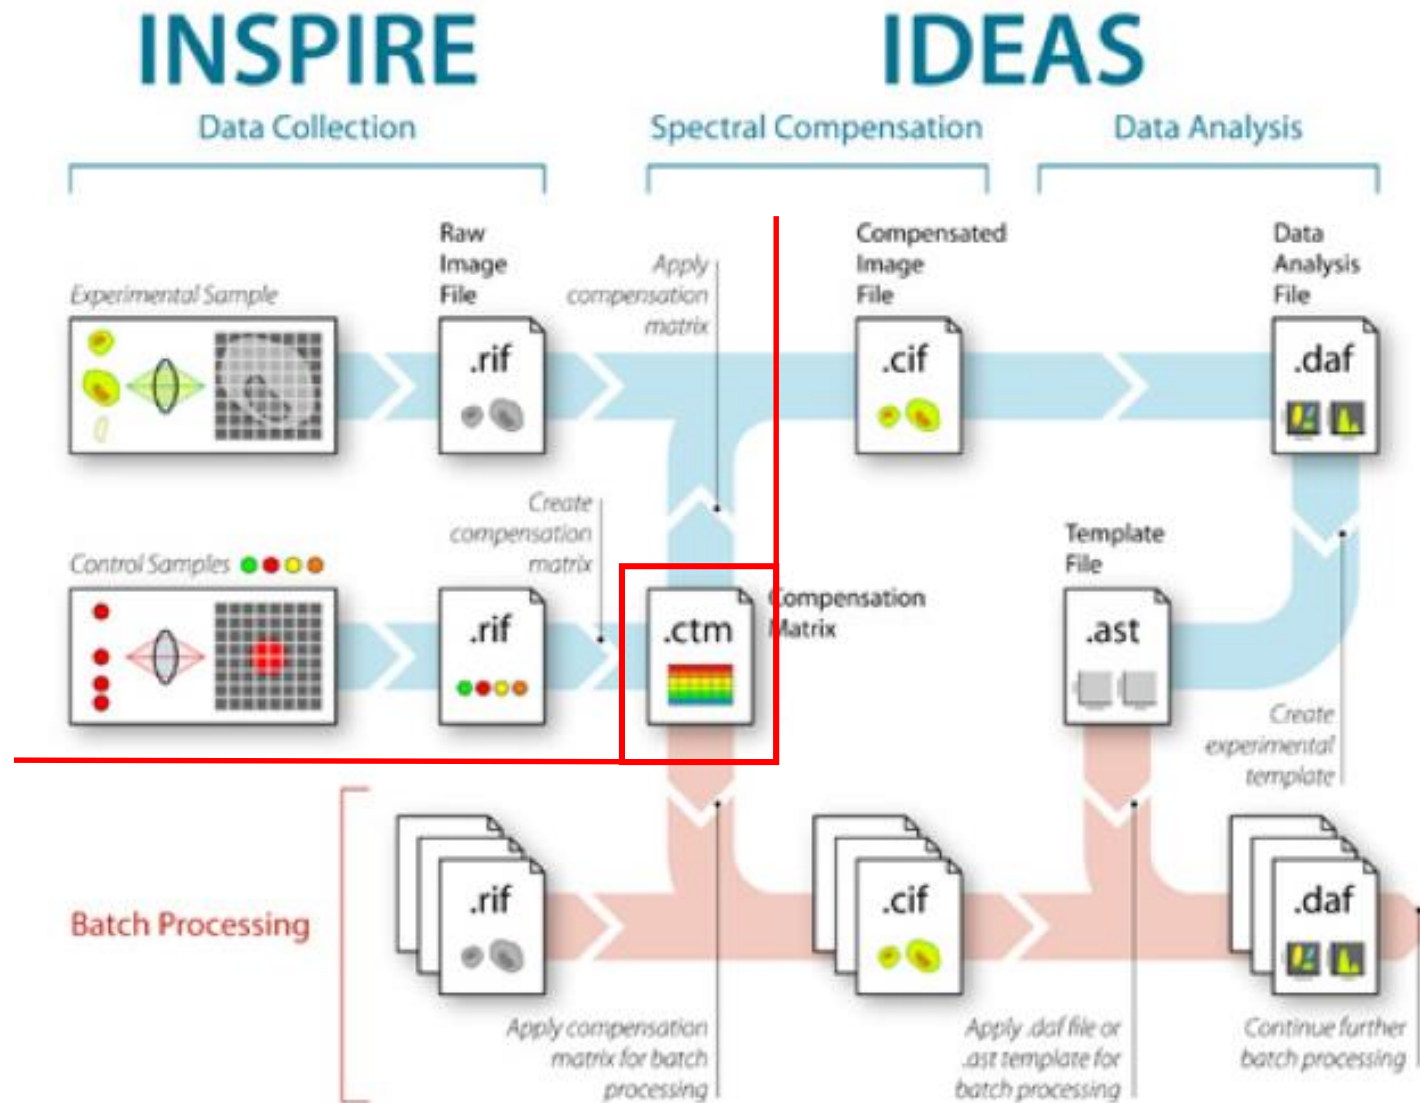 INSPIRE
IDEAS
Data Collection
Spectral Compensation
Data Analysis
Experimental Sample
Raw
Image
File
.rif
Apply
compensation
matrix
Compensated
Image
File
.cif
Data
Analysis
File
.daf
Control Samples
Create
compensation
matrix
.rif
.ctm
Compensation
Matrix
Template
File
.ast
Create
experimental
template
Batch Processing
.rif
Apply compensation
matrix for batch
processing
.cif
Apply .daf file or
.ast template for
batch processing
.daf
Continue further
batch processing